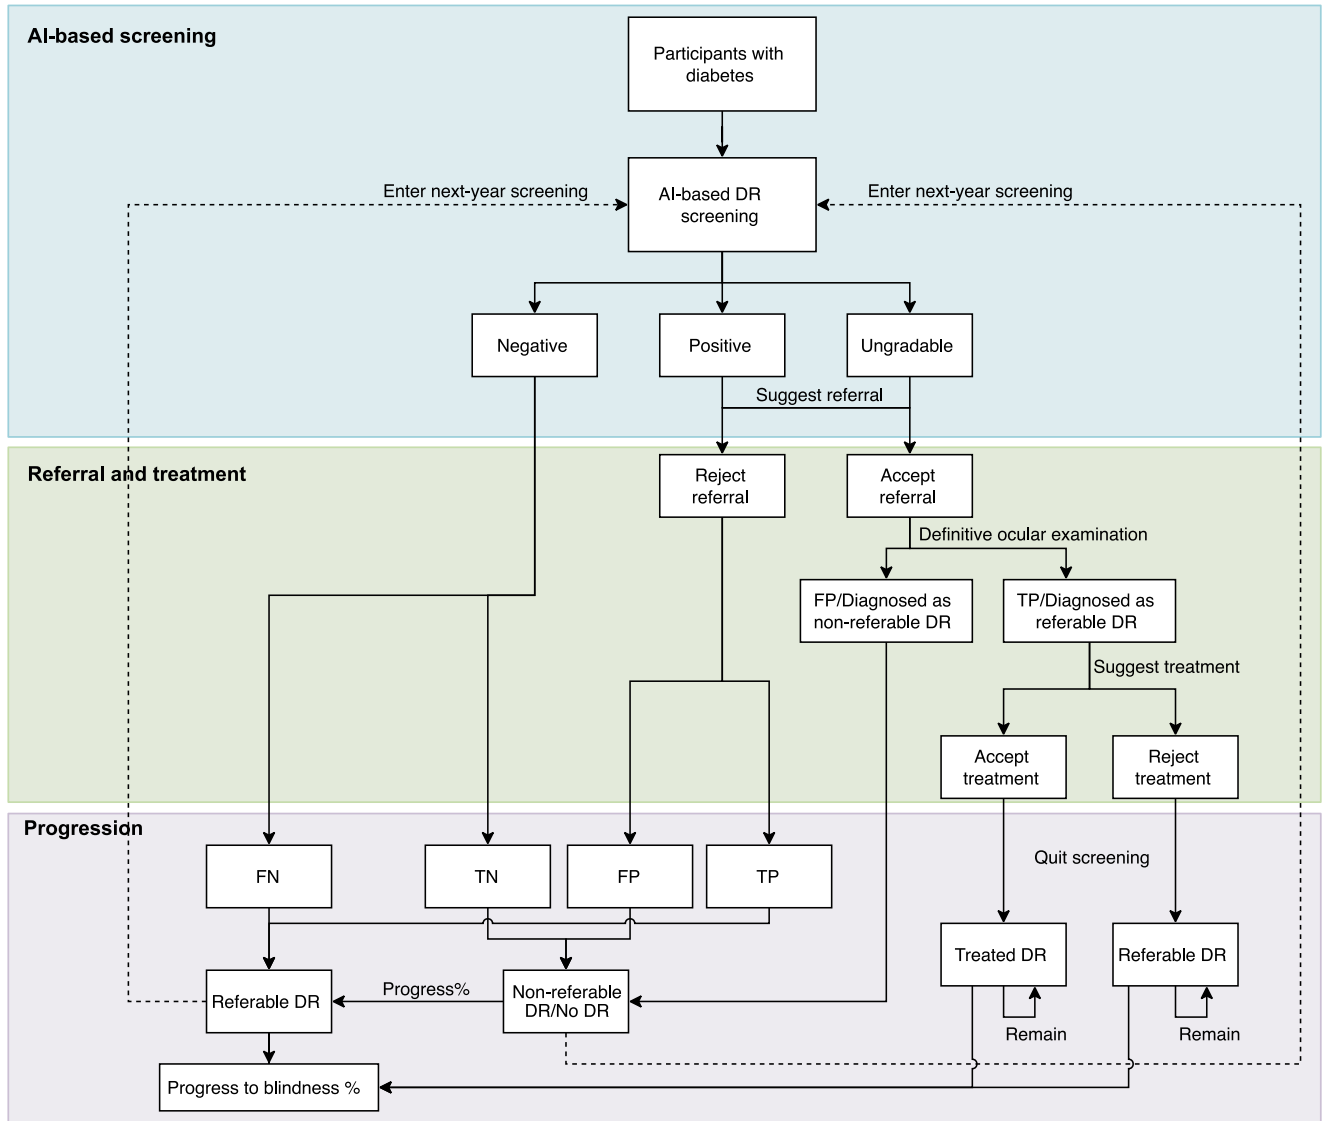 AI-based screening
Participants with
diabetes
Enter next-year screening
AI-based DR
screening
Enter next-year screening
Negative
Positive
Ungradable
Suggest referral
Referral and treatment
Reject
referral
Accept
referral
Definitive ocular examination
FP/Diagnosed as
non-referable DR
TP/Diagnosed as
referable DR
Suggest treatment
Accept
treatment
Reject
treatment
Progression
FN
TN
FP
TP
Quit screening
Treated DR
Referable DR
Referable DR
Progress%
Non-referable
DR/No DR
Remain
Remain
Progress to blindness %